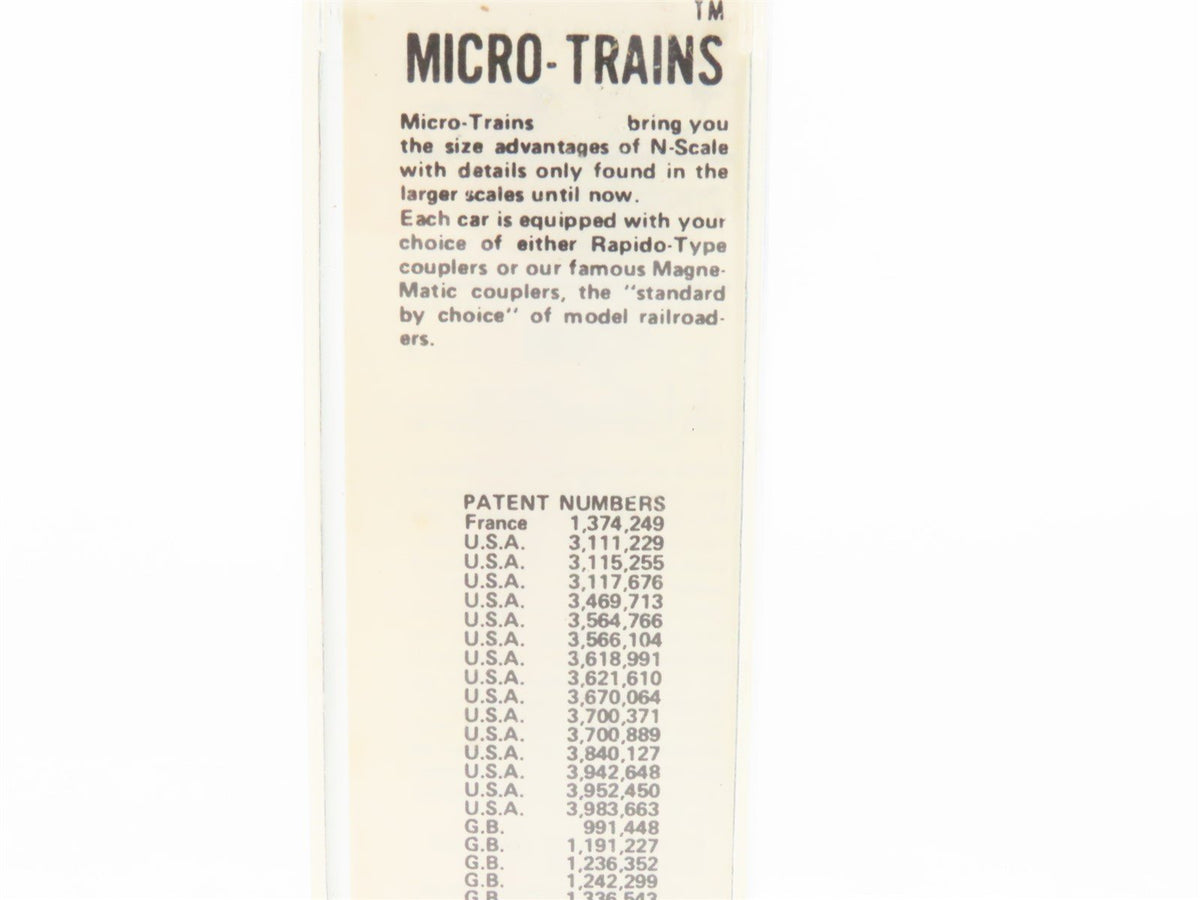 TM
MICRO-TRAINS
Micro-Trains bring you
the size advantages of N-Scale
with details only found in the
larger scales until now.
Each car is equipped with your
choice of either Rapido-Type
couplers or our famous Magne-
Matic couplers, the "standard
by choice" of model railroad-
ers.
PATENT NUMBERS
France 1,374,249
U.S.A. 3,111,229
U.S.A. 3,115,255
U.S.A. 3,117,676
U.S.A. 3,469,713
U.S.A. 3,564,766
U.S.A. 3,566,104
U.S.A. 3,618,991
U.S.A. 3,621,610
U.S.A. 3,670,064
U.S.A. 3,700,371
U.S.A. 3,700,889
U.S.A. 3,840,127
U.S.A. 3,942,648
U.S.A. 3,952,450
U.S.A. 3,983,663
G.B. 991,448
G.B. 1,191,227
G.B. 1,236,352
G.B. 1,242,299
G.B. 1,336,543